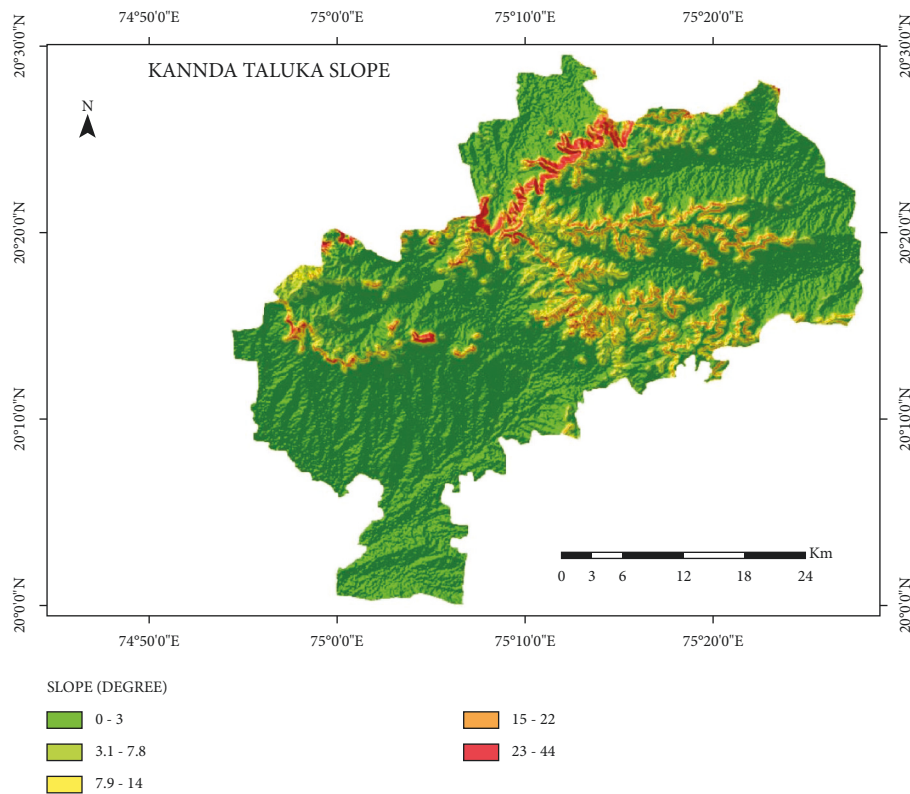 74°50'0"E 75°0'0"E 75°10'0"E 75°20'0"E
20°30'0"N 20°30'0"N
KANNDA TALUKA SLOPE
N
20°20'0"N 20°20'0"N
20°10'0"N 20°10'0"N
Km
0 3 6 12 18 24
20°0'0"N 20°0'0"N
74°50'0"E 75°0'0"E 75°10'0"E 75°20'0"E
SLOPE (DEGREE)
0 - 3
3.1 - 7.8
7.9 - 14
15 - 22
23 - 44